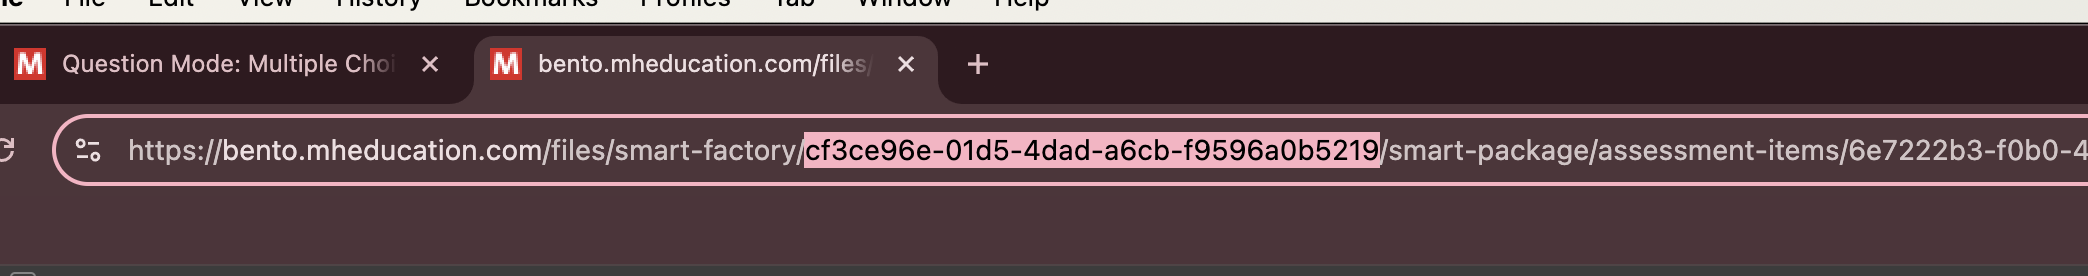 File Edit View History Bookmarks Profiles Tab Window Help
Question Mode: Multiple Choi
bento.mheducation.com/files/
https://bento.mheducation.com/files/smart-factory/cf3ce96e-01d5-4dad-a6cb-f9596a0b5219/smart-package/assessment-items/6e7222b3-f0b0-4